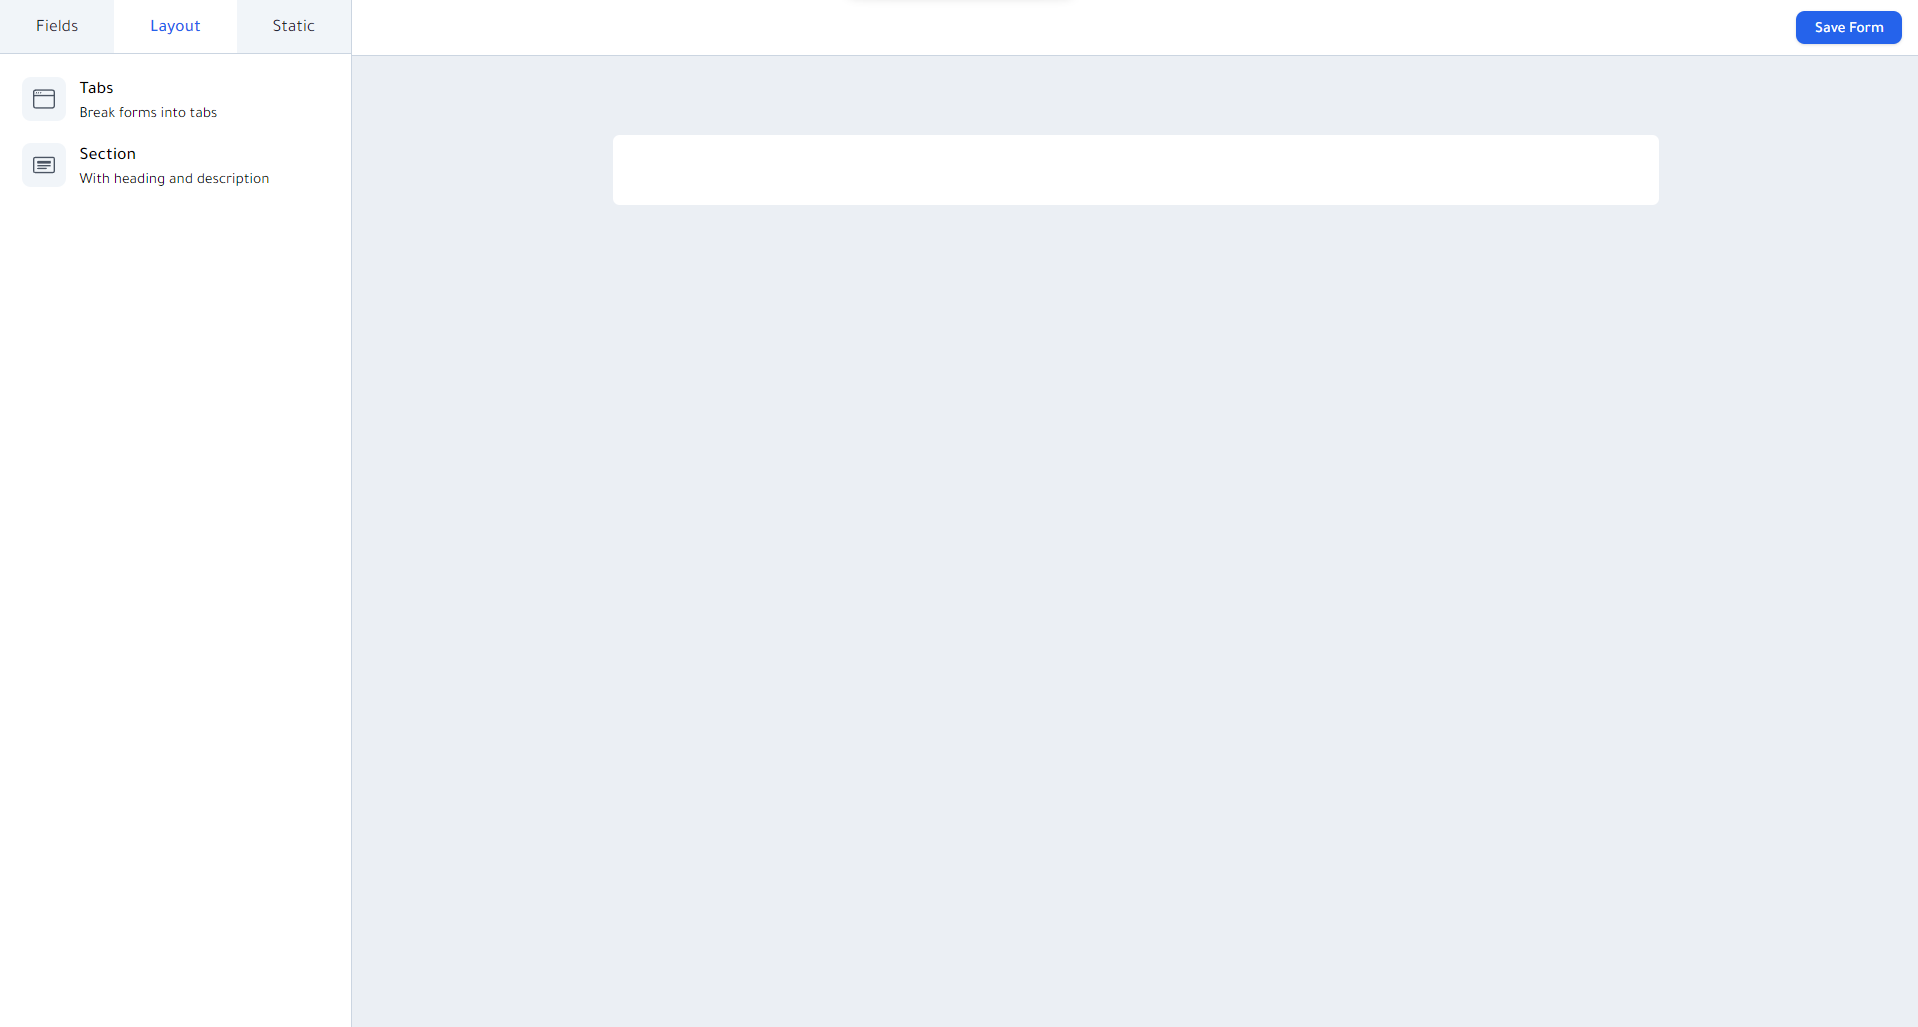 Fields
Layout
Static
Save Form
Tabs
Break forms into tabs
Section
With heading and description